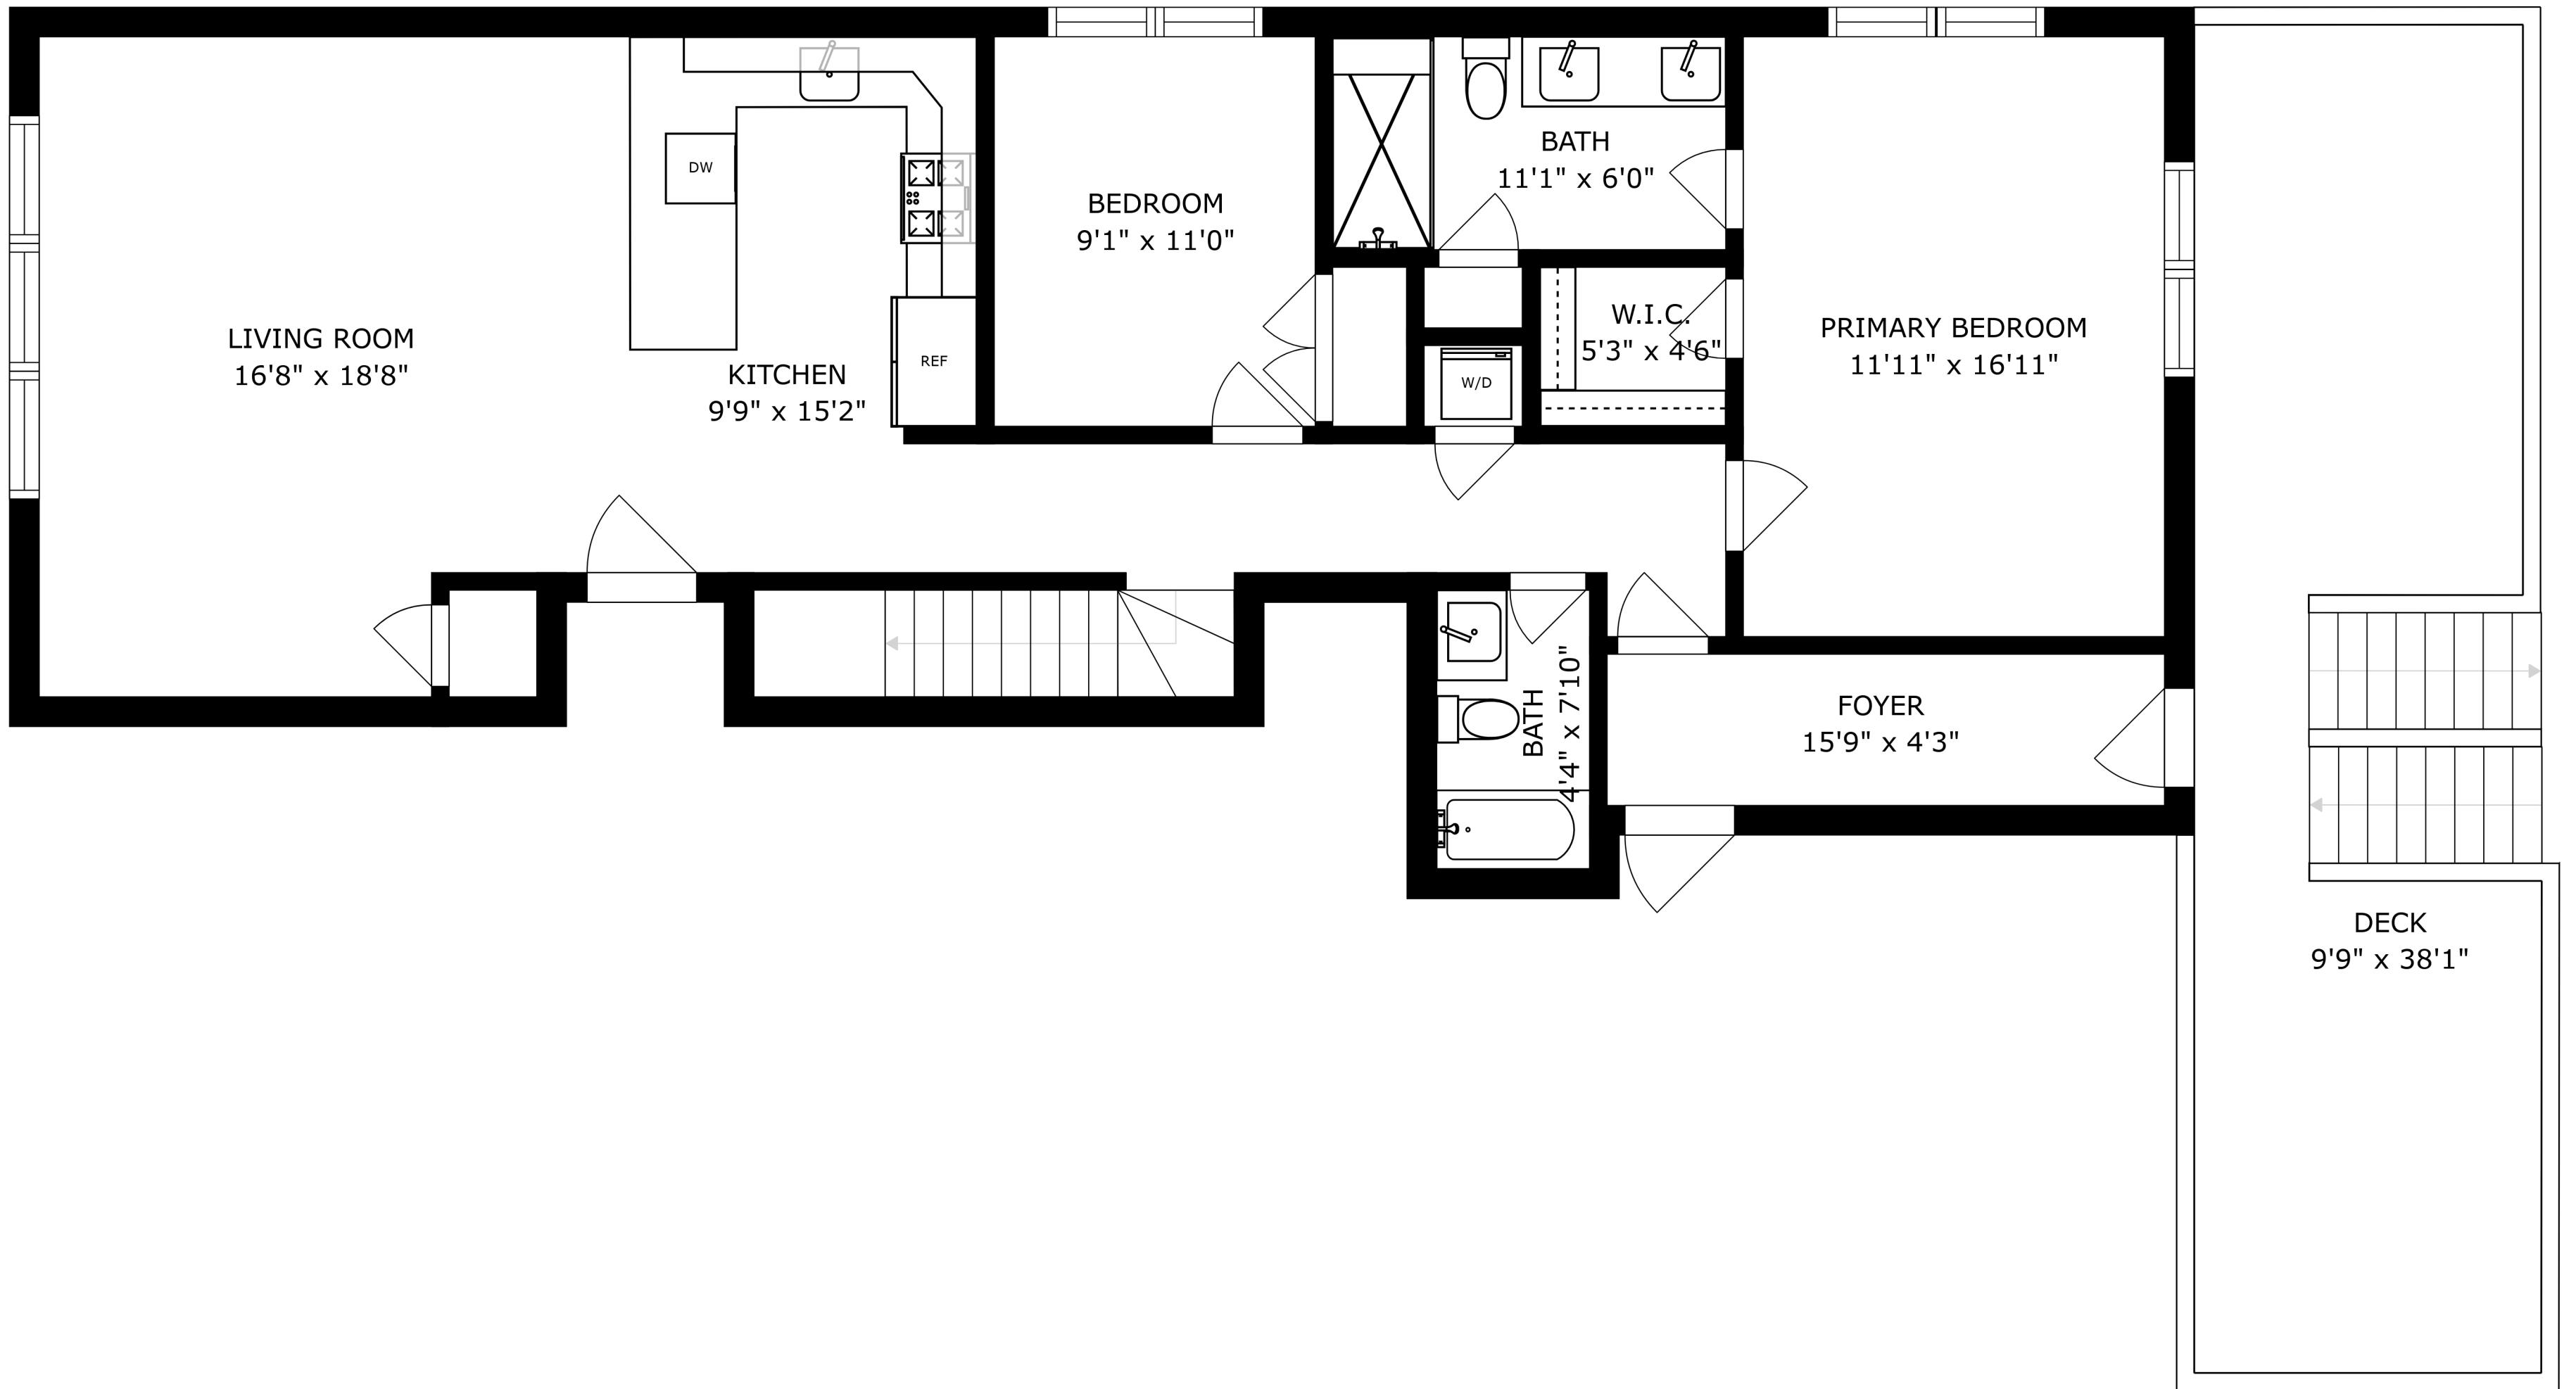 LIVING ROOM
16'8" x 18'8"
DW
KITCHEN
9'9" x 15'2"
REF
BEDROOM
9'1" x 11'0"
BATH
11'1" x 6'0"
W.I.C.
5'3" x 4'6"
W/D
PRIMARY BEDROOM
11'11" x 16'11"
BATH
4'4" x 7'10"
FOYER
15'9" x 4'3"
DECK
9'9" x 38'1"